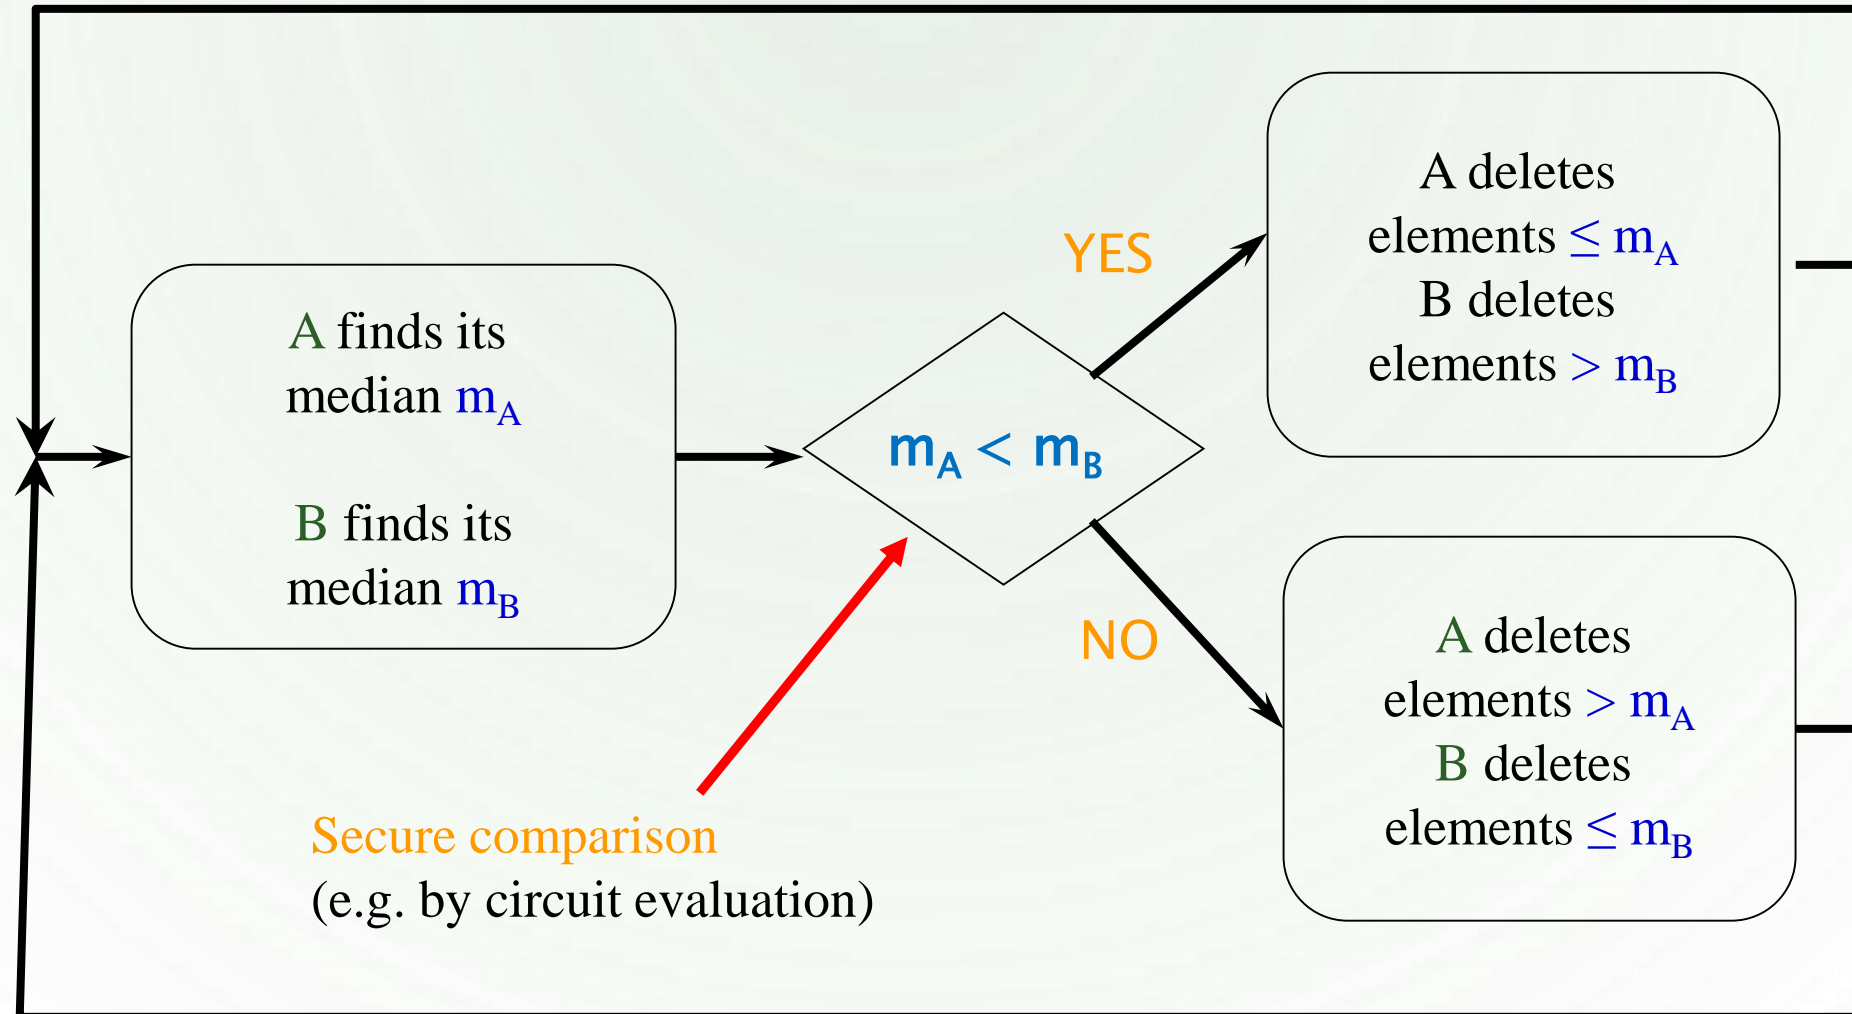 A finds its
median mA
B finds its
median mB
mA < mB
YES
A deletes
elements ≤ mA
B deletes
elements > mB
NO
A deletes
elements > mA
B deletes
elements ≤ mB
Secure comparison
(e.g. by circuit evaluation)